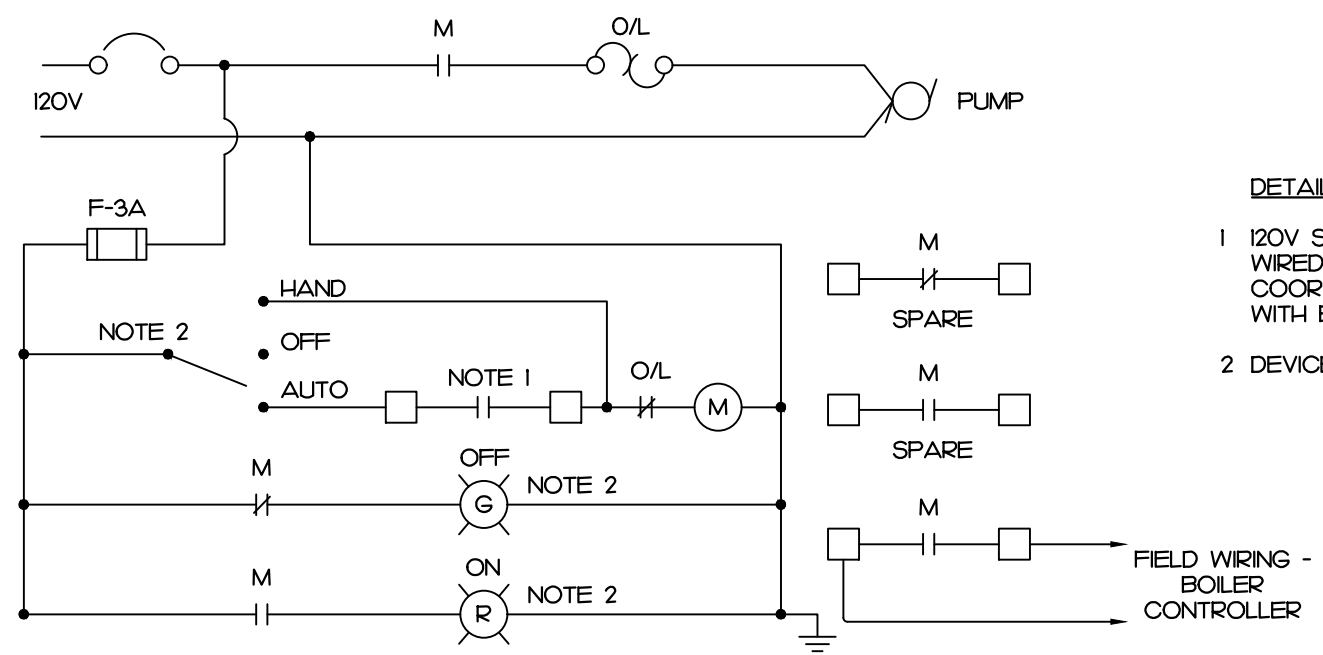 M
O/L
120V
PUMP
F-3A
DETAIL
1 120V S
WIRED
COOR
WITH E
2 DEVICE
HAND
NOTE 2
OFF
AUTO
NOTE 1
O/L
M
M
SPARE
M
SPARE
M
OFF
G
NOTE 2
M
ON
R
NOTE 2
M
FIELD WIRING -
BOILER
CONTROLLER